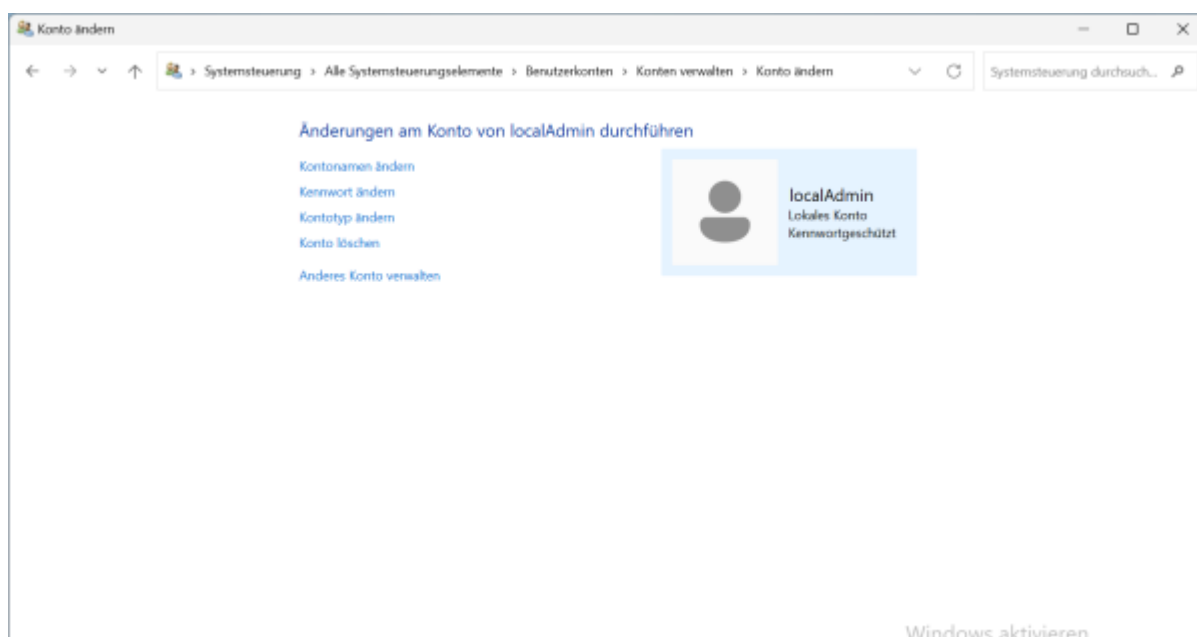 Konto ändern
Systemsteuerung > Alle Systemsteuerungselemente > Benutzerkonten > Konten verwalten > Konto ändern
Systemsteuerung durchsuch...
Änderungen am Konto von localAdmin durchführen
Kontonamen ändern
Kennwort ändern
Kontotyp ändern
Konto löschen
Anderes Konto verwalten
localAdmin
Lokales Konto
Kennwortgeschützt
Windows aktivieren